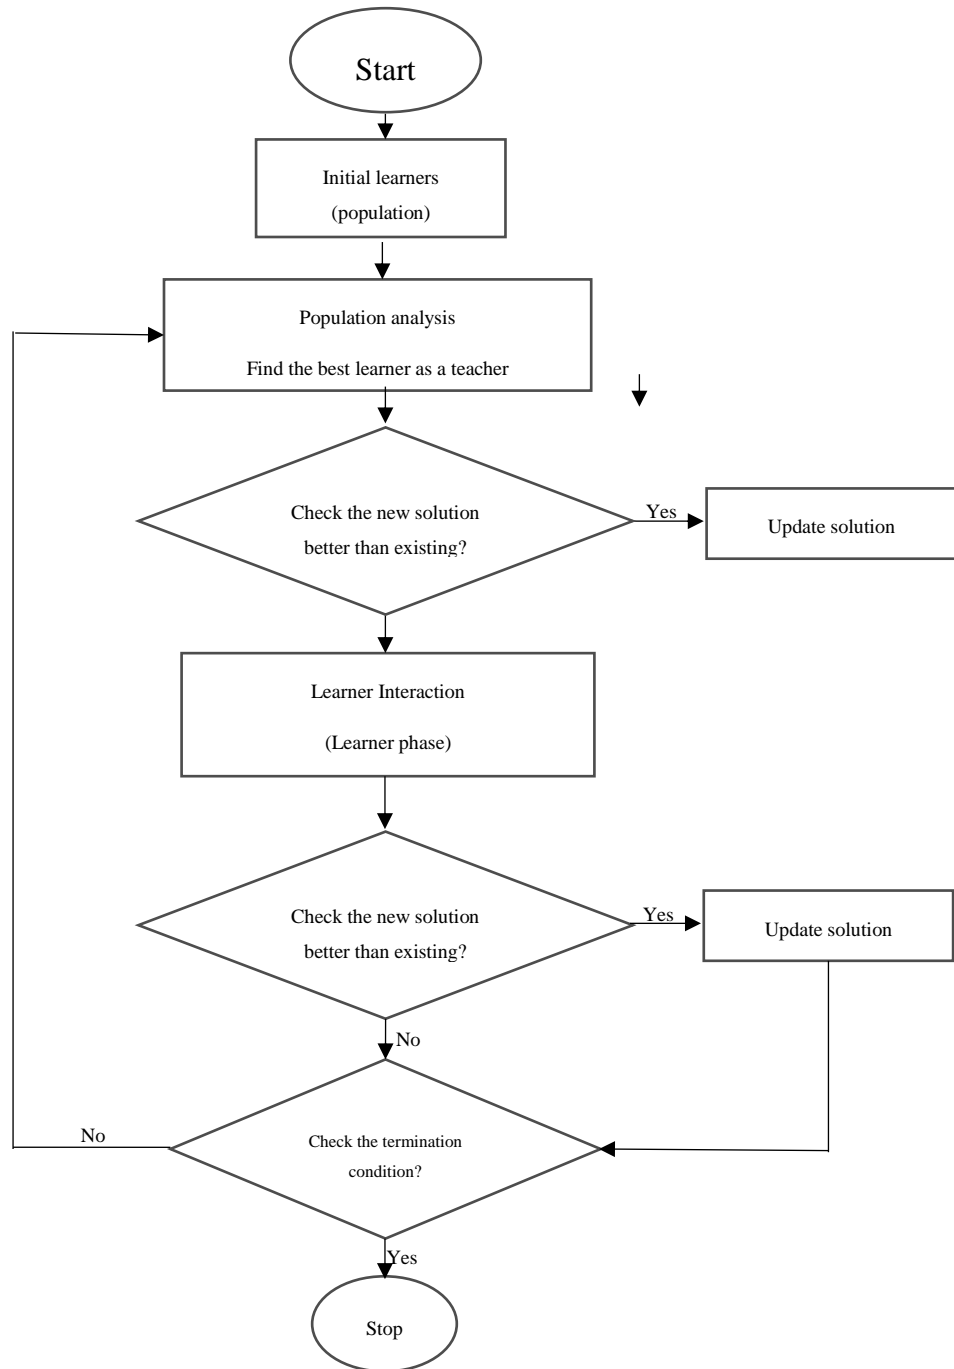 Start
Initial learners
(population)
Population analysis
Find the best learner as a teacher
Check the new solution
better than existing?
Yes
Update solution
Learner Interaction
(Learner phase)
Check the new solution
better than existing?
Yes
Update solution
No
Check the termination
condition?
No
Yes
Stop